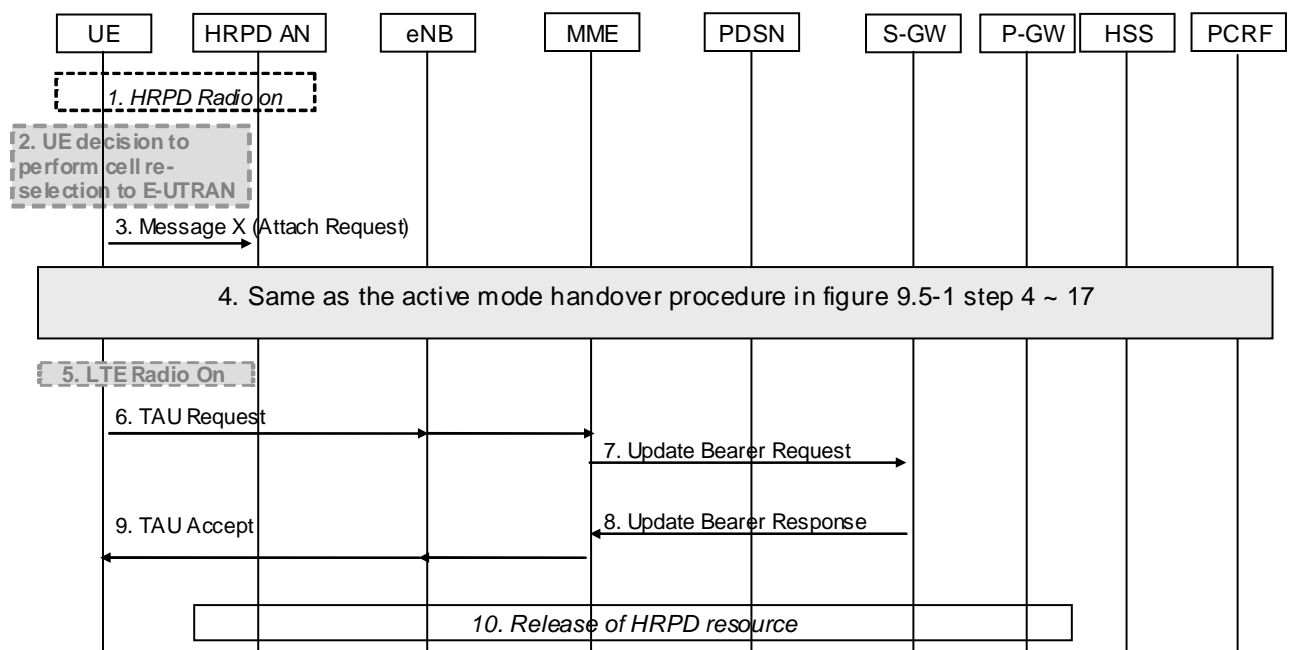 UE HRPD AN eNB MME PDSN S-GW P-GW HSS PCRF
1. HRPD Radio on
2. UE decision to
perform cell re-
selection to E-UTRAN
3. Message X (Attach Request)
4. Same as the active mode handover procedure in figure 9.5-1 step 4 ~ 17
5. LTE Radio On
6. TAU Request
7. Update Bearer Request
8. Update Bearer Response
9. TAU Accept
10. Release of HRPD resource